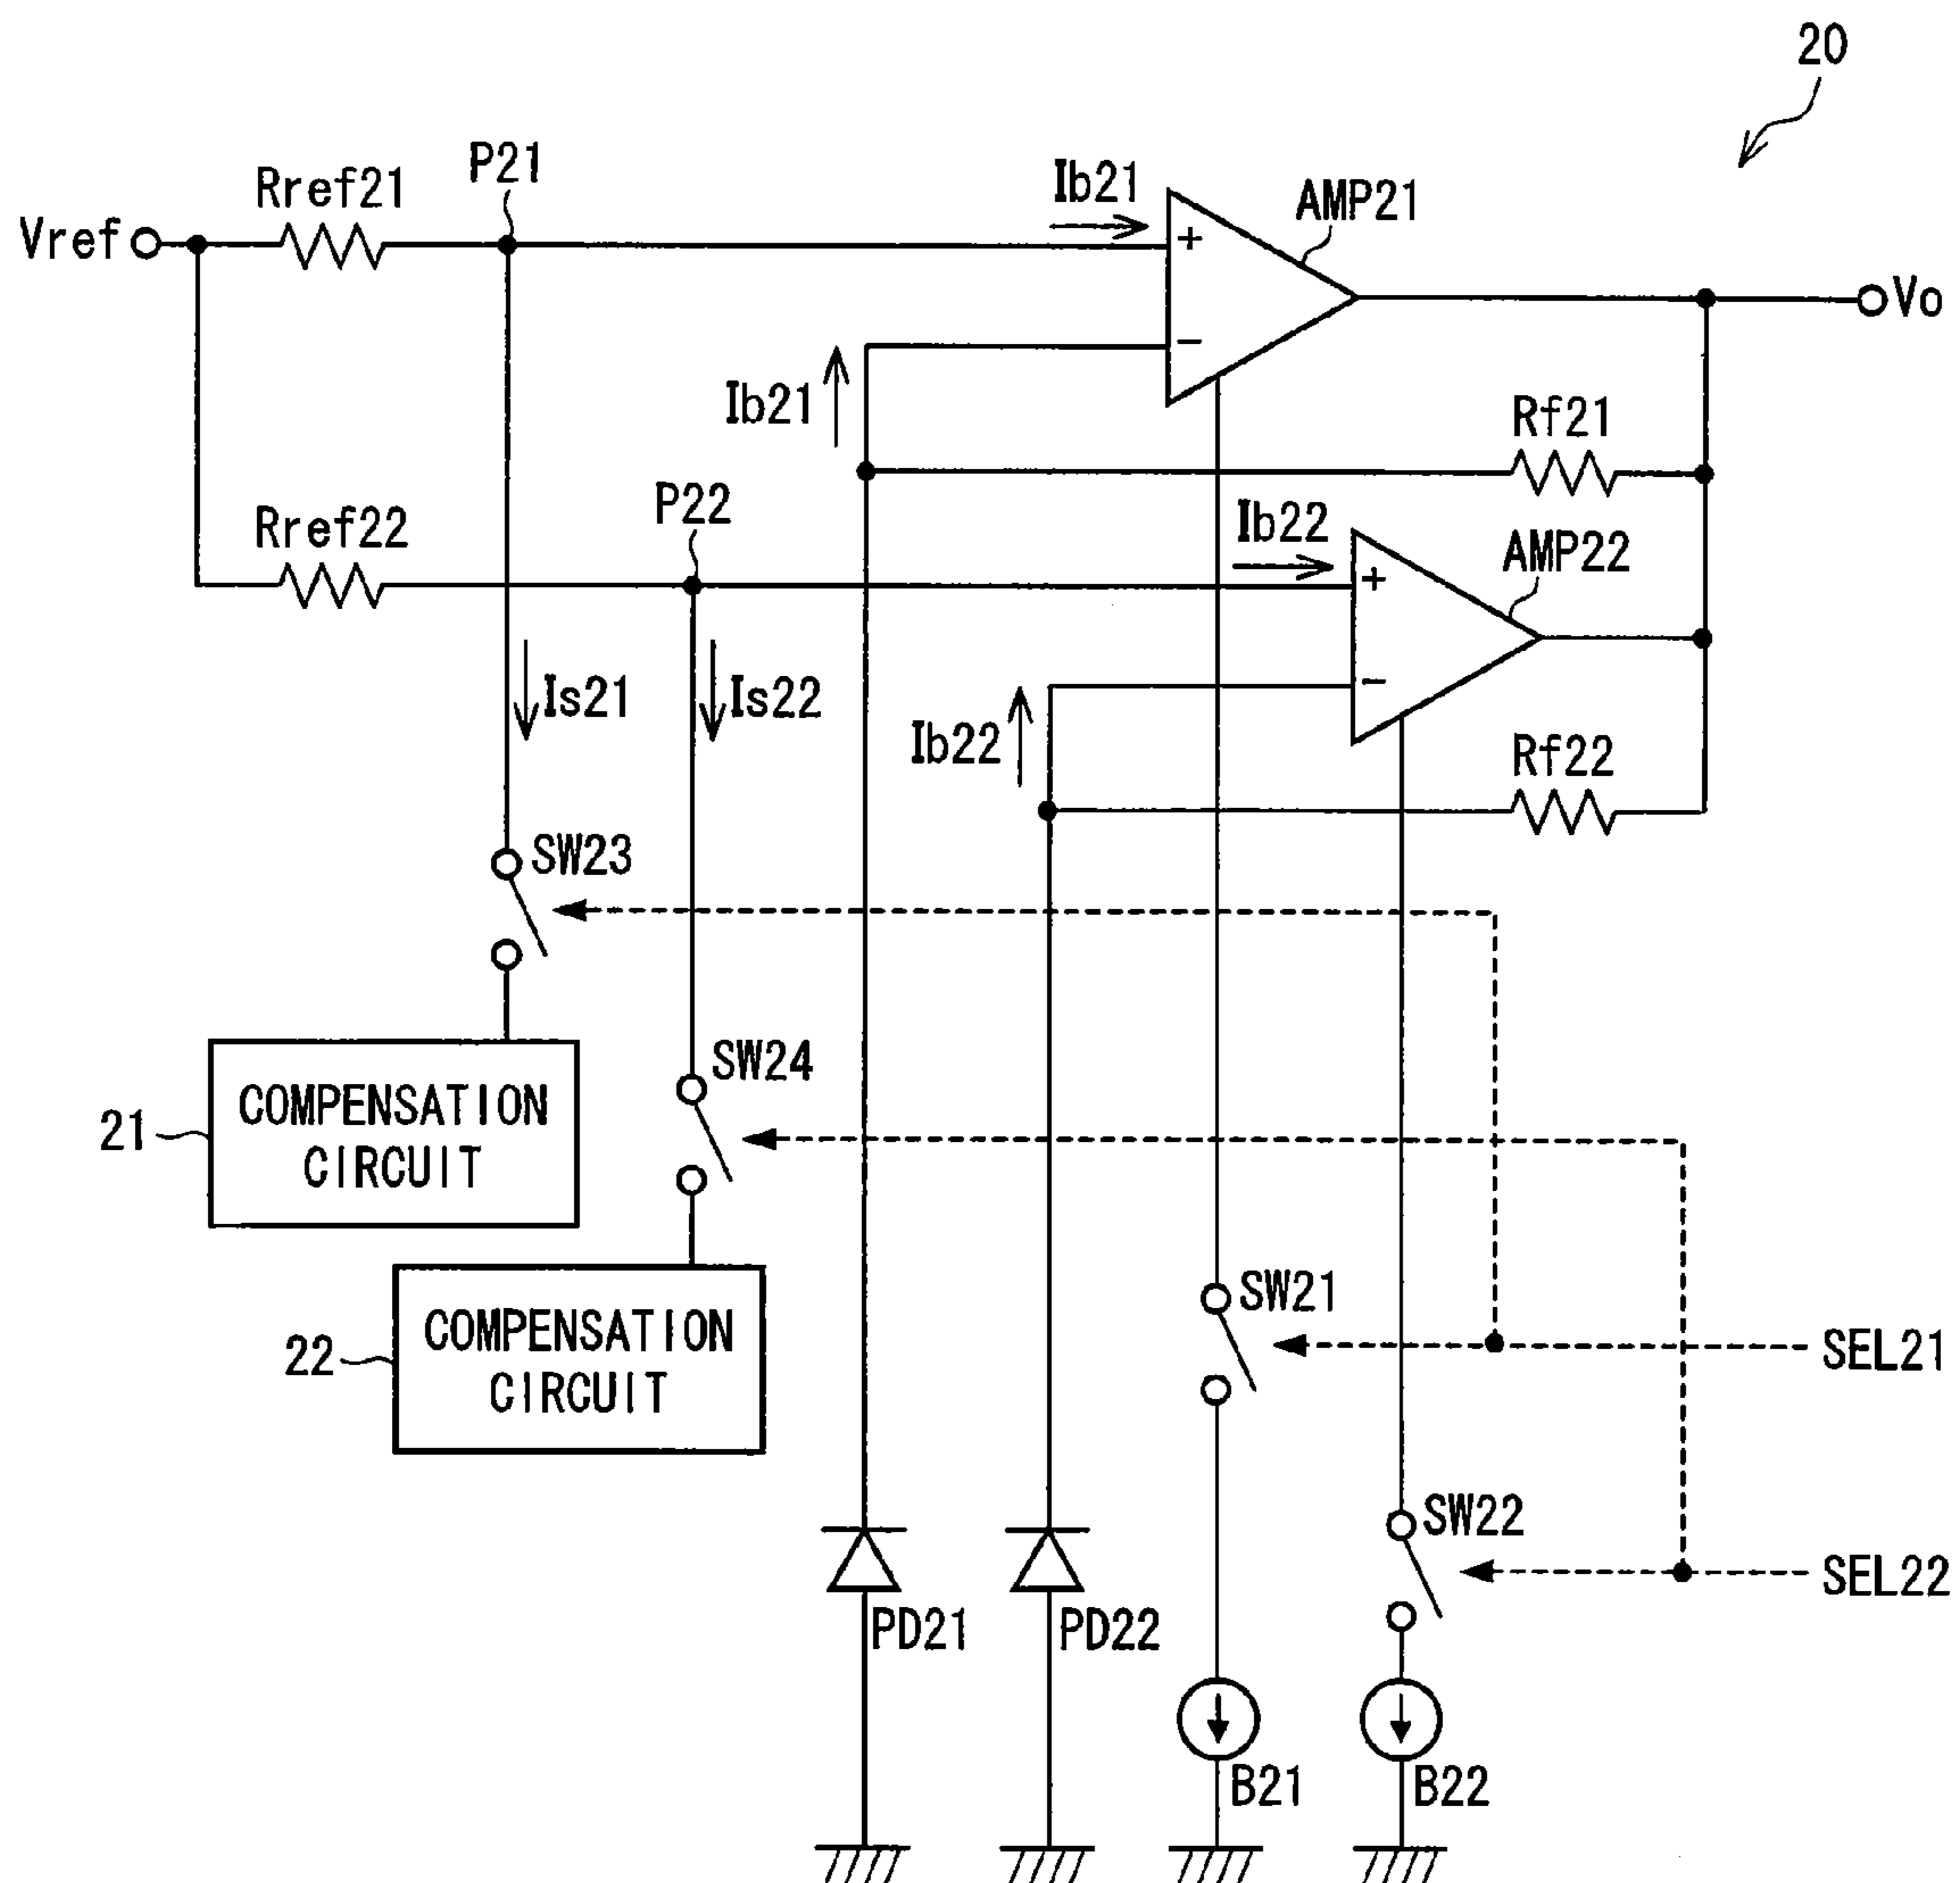 20
P21
Rref21
Ib21
AMP21
Vref
+
Vo
−
Ib21
Rf21
P22
Rref22
Ib22
AMP22
+
Is21
Is22
−
Ib22
Rf22
SW23
SW24
COMPENSATION
CIRCUIT
21
SW21
COMPENSATION
CIRCUIT
22
SEL21
SW22
SEL22
PD21
PD22
B21
B22